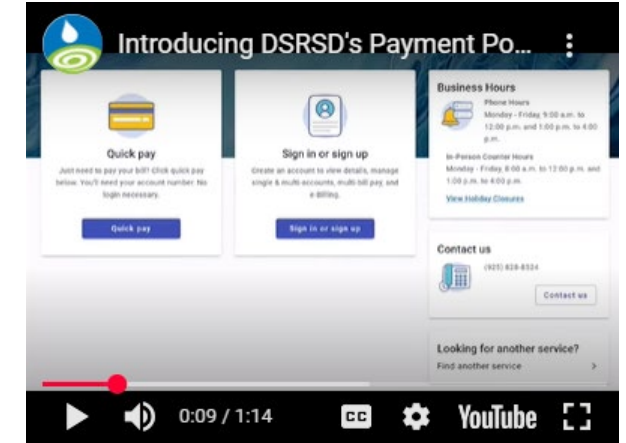 Introducing DSRSD's Payment Po...
Quick pay
Just need to pay your bill? Click quick pay
below. You'll need your account number. No
login necessary.
Quick pay
Sign in or sign up
Create an account to view details, manage
single & multi-accounts, multi-bill pay, and
e-Billing.
Sign in or sign up
Business Hours
Phone Hours
Monday - Friday, 9:00 a.m. to
12:00 p.m. and 1:00 p.m. to 4:00
p.m.
In-Person Counter Hours
Monday - Friday, 8:00 a.m. to 12:00 p.m. and
1:00 p.m. to 4:00 p.m.
View Holiday Closures
Contact us
(925) 828-8524
Contact us
Looking for another service?
Find another service
0:09 / 1:14
CC
YouTube